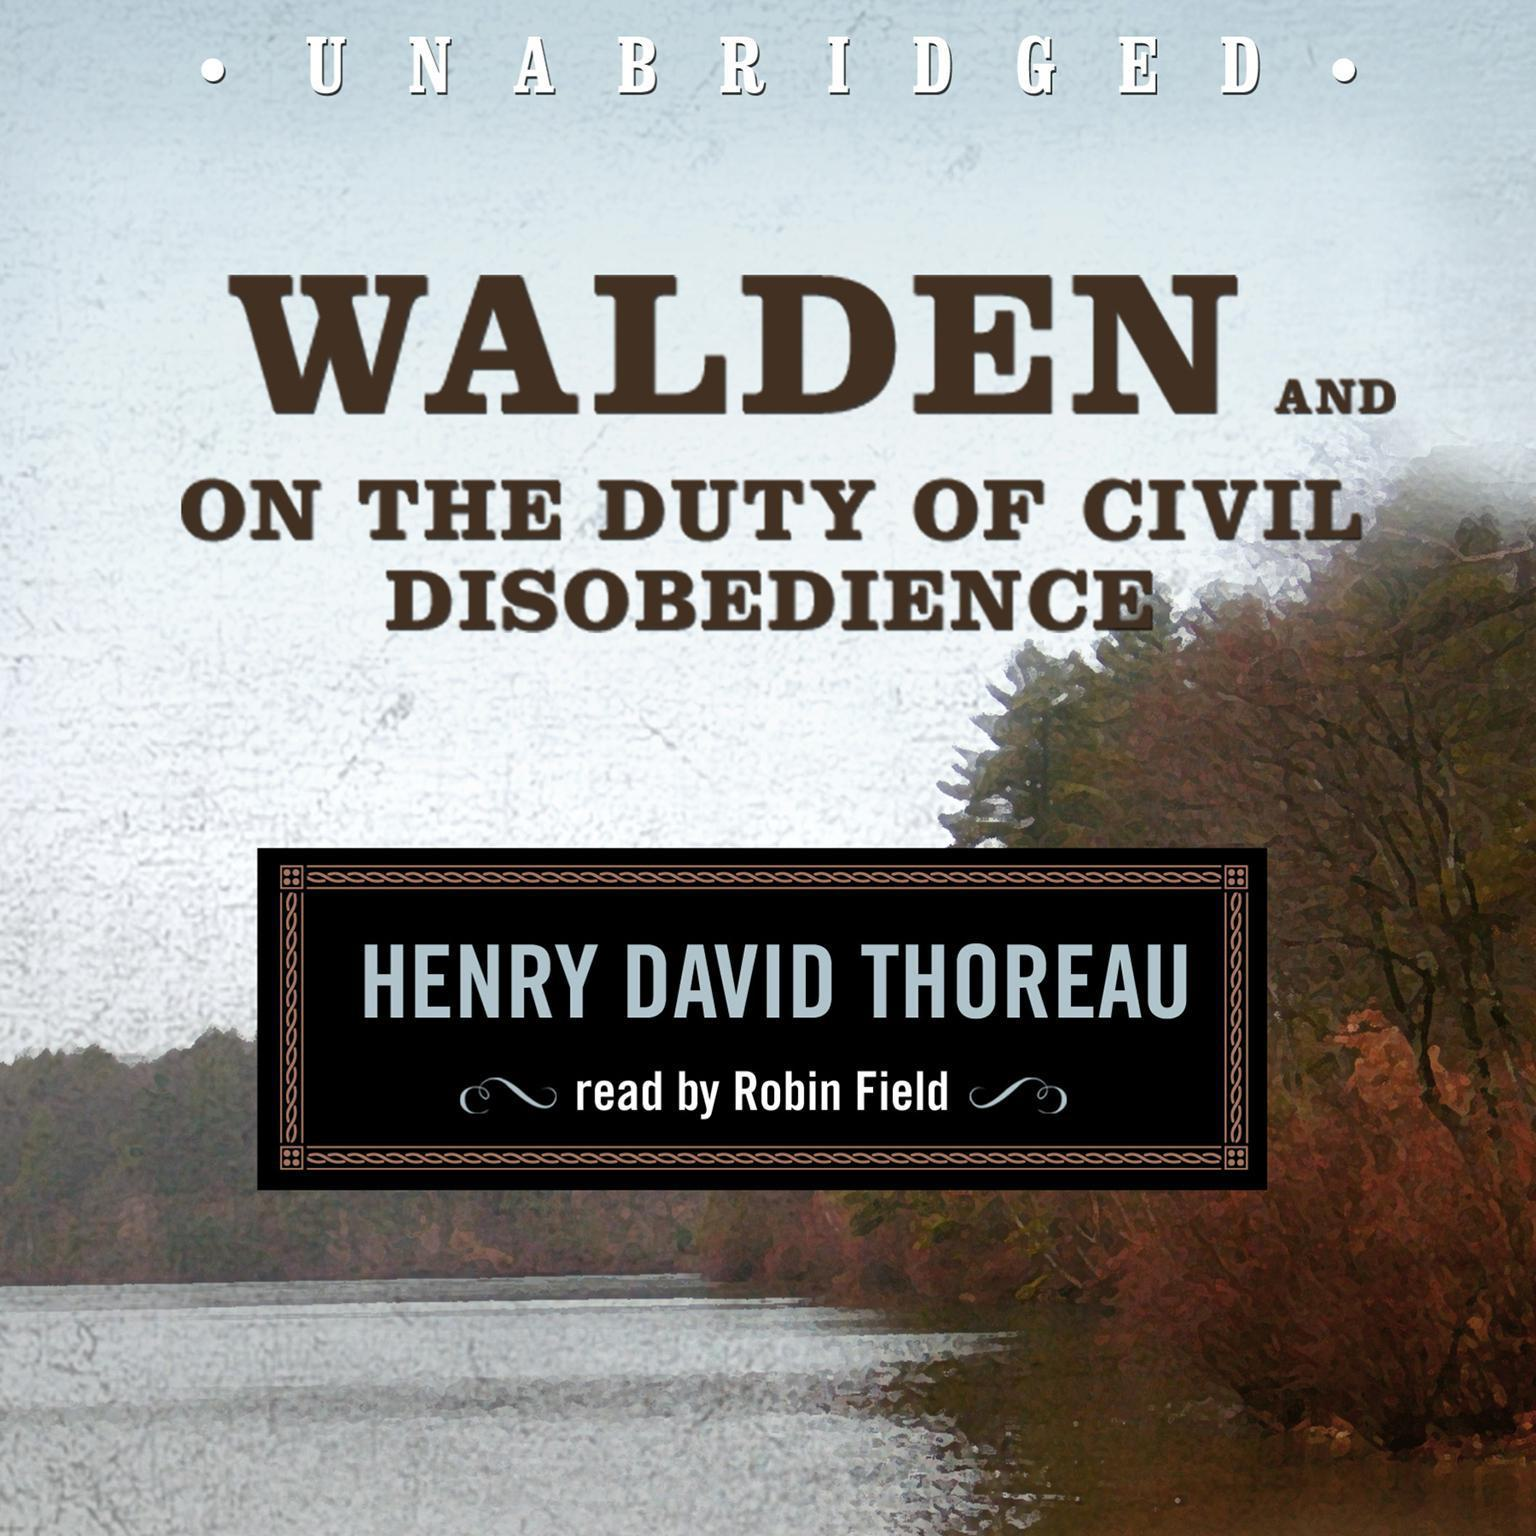 • UNABRIDGED •
WALDEN AND
ON THE DUTY OF CIVIL
DISOBEDIENCE
HENRY DAVID THOREAU
read by Robin Field